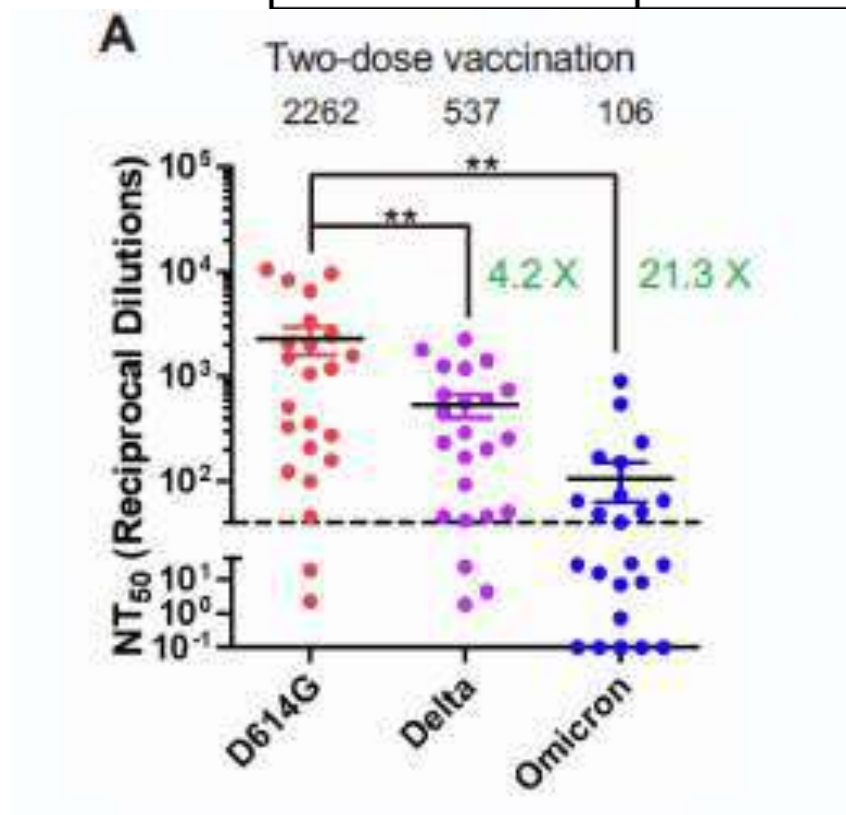 A
Two-dose vaccination
2262 537 106
NT50 (Reciprocal Dilutions)
10^5
**
**
10^4
4.2 X 21.3 X
10^3
10^2
10^1
10^0
10^-1
D614G Delta Omicron